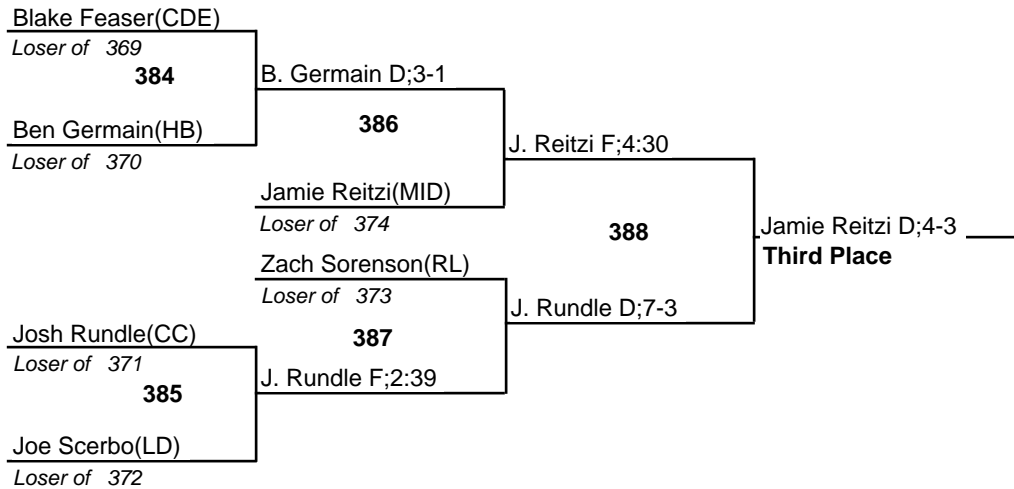 Blake Feaser(CDE)
Loser of 369
384
B. Germain D;3-1
Ben Germain(HB)
Loser of 370
386
J. Reitzi F;4:30
Jamie Reitzi(MID)
Loser of 374
388
Jamie Reitzi D;4-3
Third Place
Zach Sorenson(RL)
Loser of 373
J. Rundle D;7-3
Josh Rundle(CC)
Loser of 371
387
385
J. Rundle F;2:39
Joe Scerbo(LD)
Loser of 372